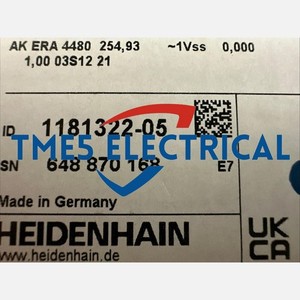 AK ERA 4480 254,93 ~1Vss 0,000
1,00 03S12 21
ID 1181322-05
TME5 ELECTRICAL
SN 648 870 168 E7
Made in Germany
HEIDENHAIN
www.heidenhain.de
UK
CA